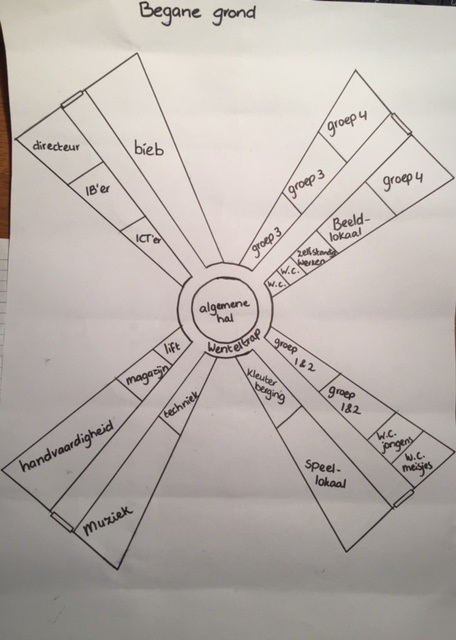 Begane grond
directeur
IB'er
ICT'er
bieb
groep 4
groep 3
groep 3
groep 4
Beeld-
lokaal
zelfstandig
werken
w.c.
w.c.
algemene
hal
Wenteltrap
lift
magazijn
handvaardigheid
techniek
muziek
kleuter
berging
speel-
lokaal
groep
1&2
groep
1&2
w.c.
jongens
w.c.
meisjes